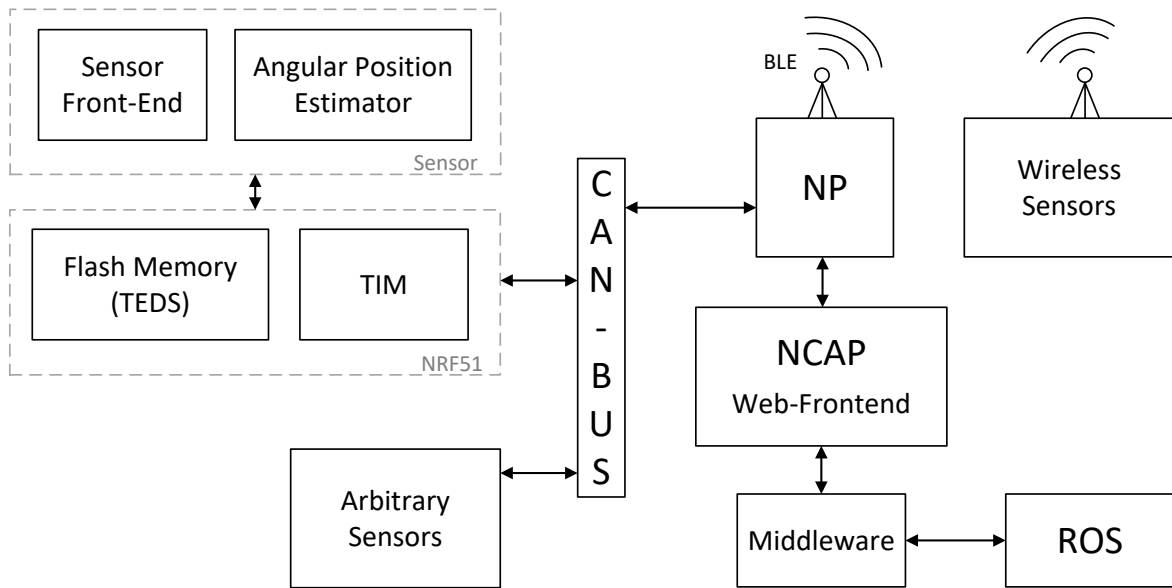 Sensor
Front-End
Angular Position
Estimator
Sensor
Flash Memory
(TEDS)
TIM
NRF51
Arbitrary
Sensors
C
A
N
-
B
U
S
BLE
NP
Wireless
Sensors
NCAP
Web-Frontend
Middleware
ROS